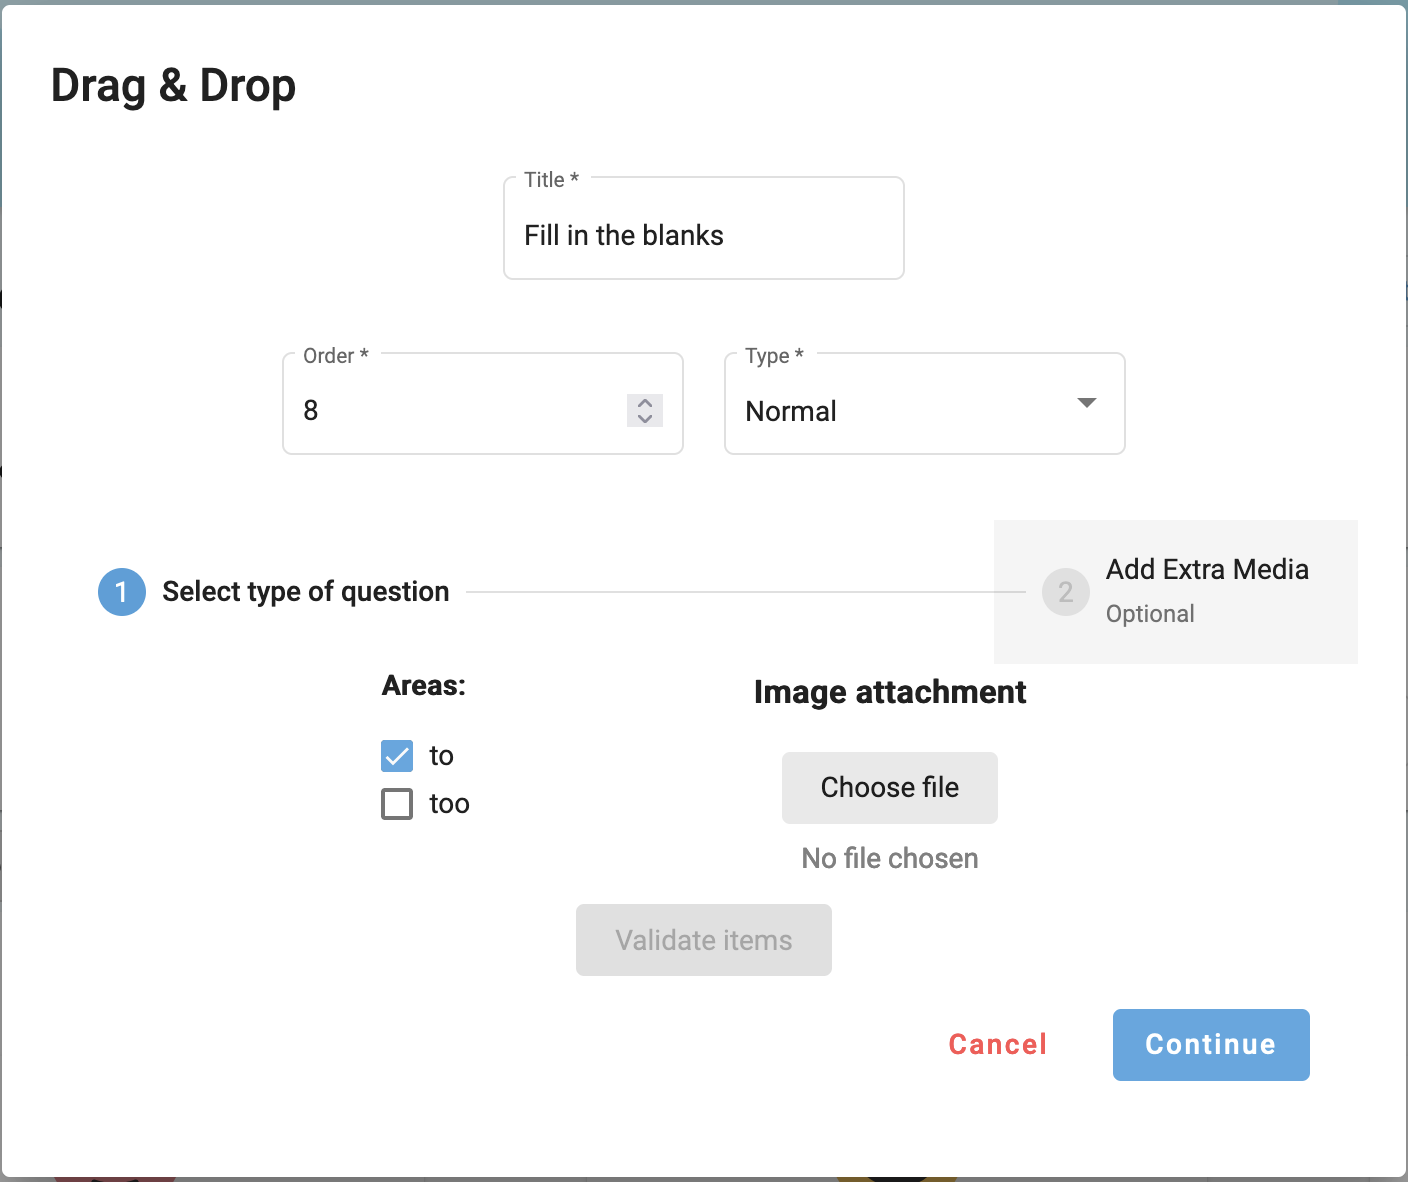 Drag & Drop
Title *
Fill in the blanks
Order *
8
Type *
Normal
1 Select type of question
2 Add Extra Media
Optional
Areas:
to
too
Image attachment
Choose file
No file chosen
Validate items
Cancel
Continue